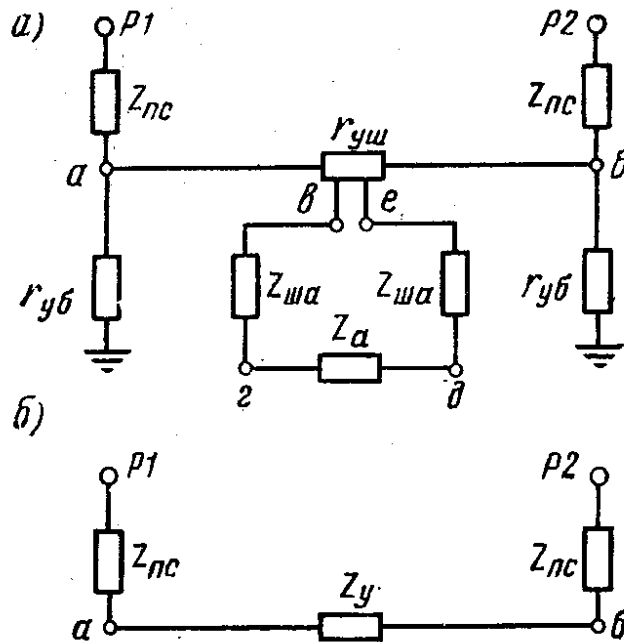 а)
P1
P2
Zпс
Zпс
rуш
а
б
в
е
rуб
Zша
Zша
rуб
Zа
г
д
б)
P1
P2
Zпс
Zпс
Zу
а
б